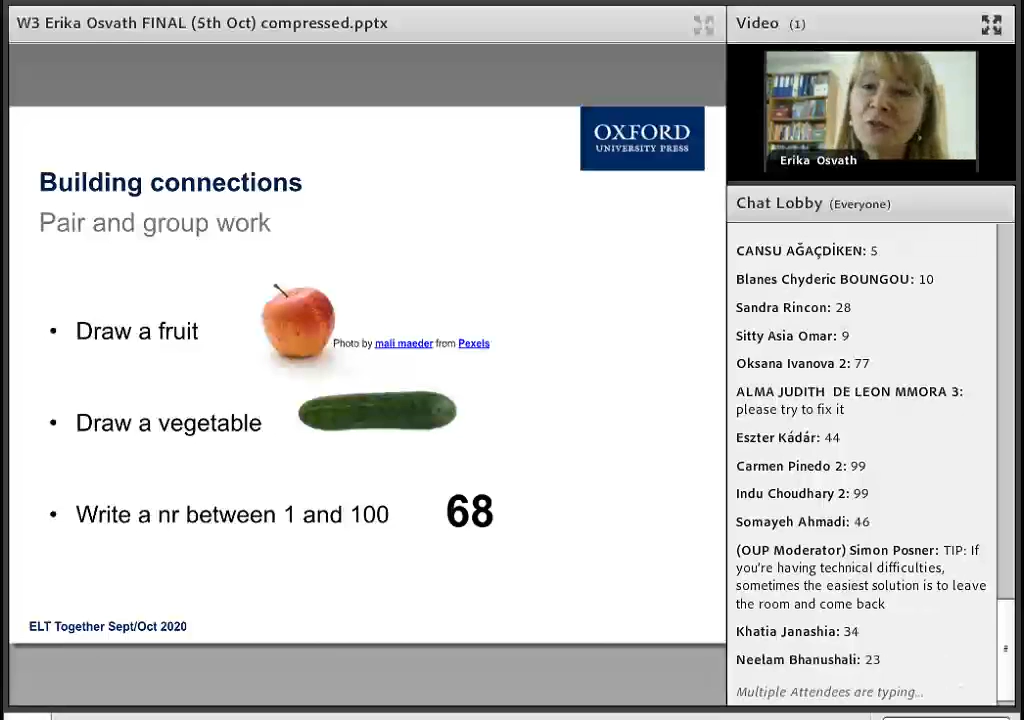 W3 Erika Osvath FINAL (5th Oct) compressed.pptx
OXFORD
UNIVERSITY PRESS
Building connections
Pair and group work
• Draw a fruit
Photo by mali maeder from Pexels
• Draw a vegetable
• Write a nr between 1 and 100
68
ELT Together Sept/Oct 2020
Video (1)
Erika Osvath
Chat Lobby (Everyone)
CANSU AĞAÇDİKEN: 5
Blanes Chyderic BOUNGOU: 10
Sandra Rincon: 28
Sitty Asia Omar: 9
Oksana Ivanova 2: 77
ALMA JUDITH DE LEON MMORA 3:
please try to fix it
Eszter Kádár: 44
Carmen Pinedo 2: 99
Indu Choudhary 2: 99
Somayeh Ahmadi: 46
(OUP Moderator) Simon Posner: TIP: If
you're having technical difficulties,
sometimes the easiest solution is to leave
the room and come back
Khatia Janashia: 34
Neelam Bhanushali: 23
Multiple Attendees are typing...